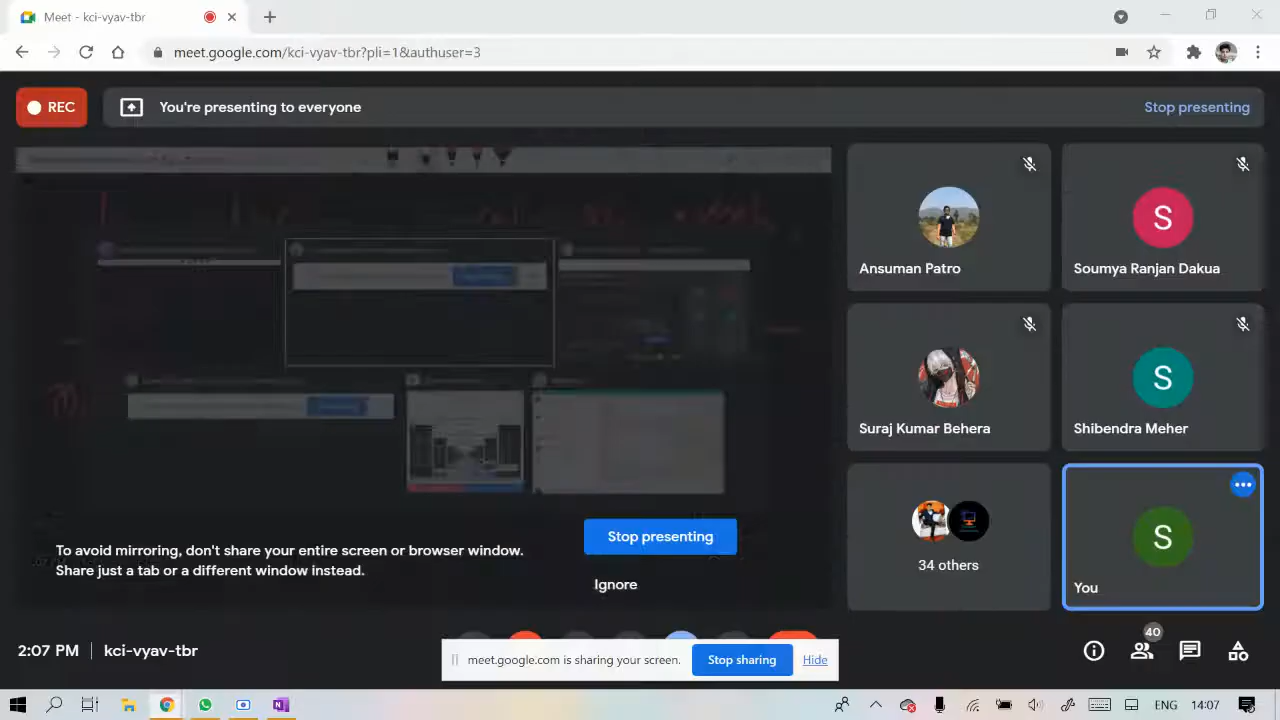 Meet - kci-vyav-tbr
meet.google.com/kci-vyav-tbr?pli=1&authuser=3
REC
You're presenting to everyone
Stop presenting
Ansuman Patro
S
Soumya Ranjan Dakua
Suraj Kumar Behera
S
Shibendra Meher
34 others
S
You
To avoid mirroring, don't share your entire screen or browser window.
Share just a tab or a different window instead.
Stop presenting
Ignore
2:07 PM
kci-vyav-tbr
meet.google.com is sharing your screen.
Stop sharing
Hide
40
ENG
14:07